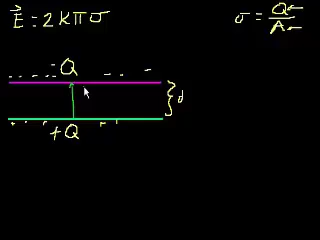 E = 2Kπσ
σ = Q/A
-Q
d
+Q